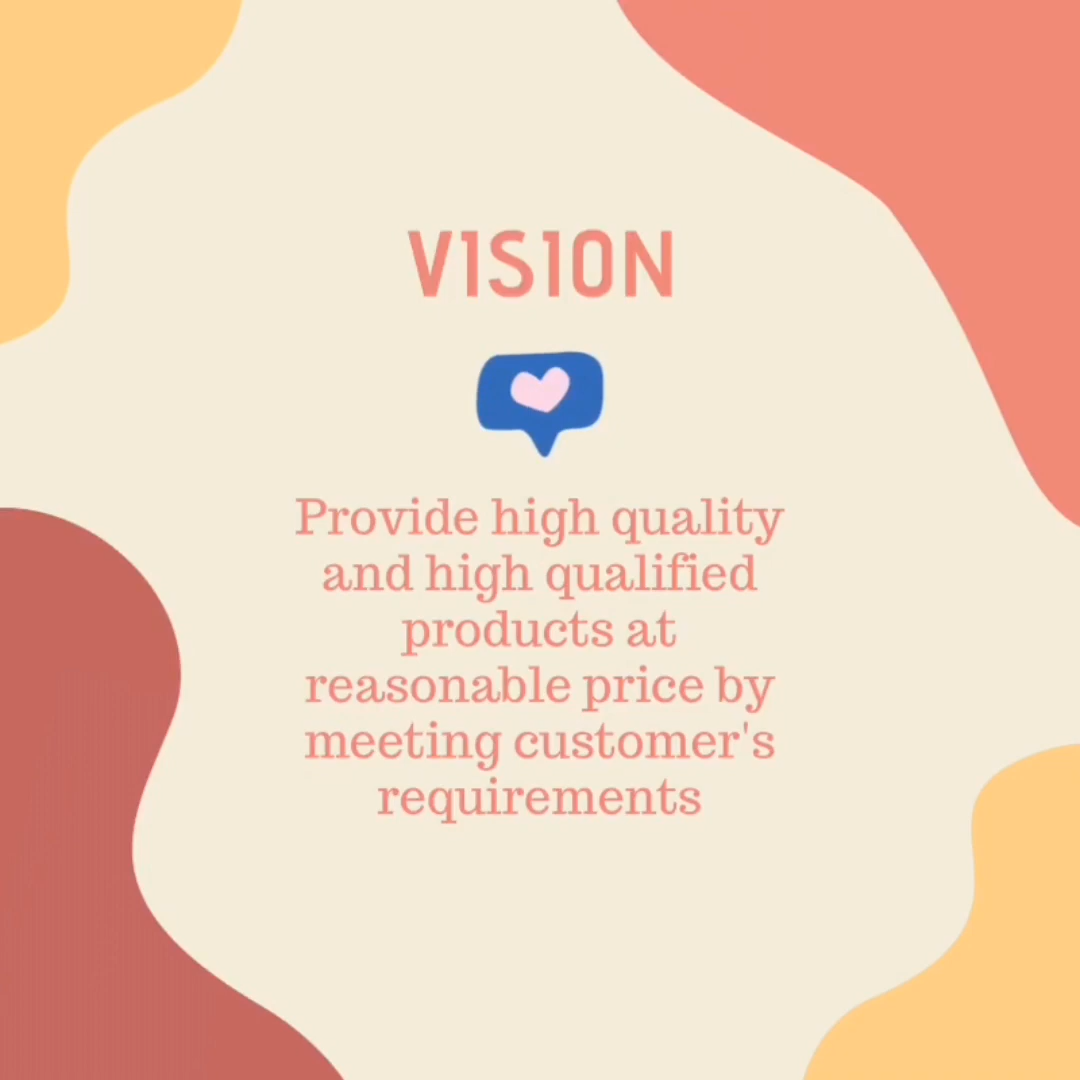 VISION
Provide high quality
and high qualified
products at
reasonable price by
meeting customer's
requirements